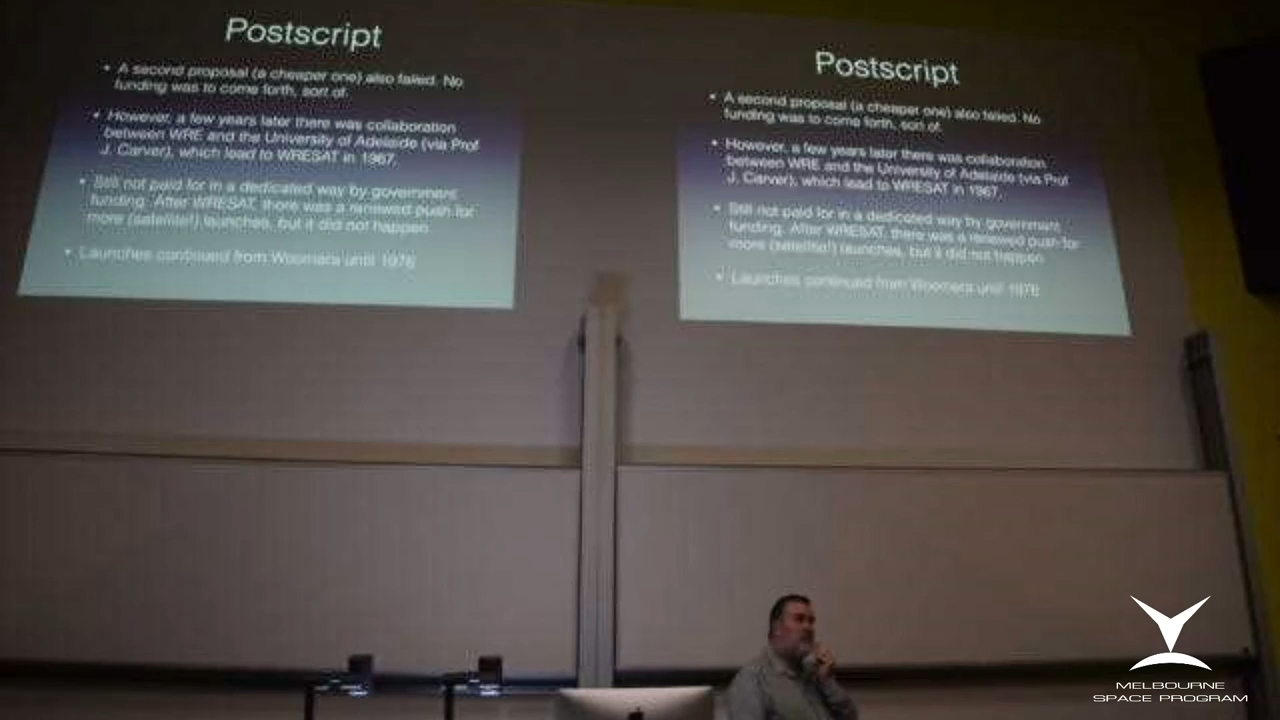 Postscript
• A second proposal (a cheaper one) also failed. No
funding was to come forth, sort of.
• However, a few years later there was collaboration
between WRE and the University of Adelaide (via Prof
J. Carver), which lead to WRESAT in 1967.
• Still not paid for in a dedicated way by government
funding. After WRESAT, there was a renewed push for
more (satellite!) launches, but it did not happen
• Launches continued from Woomera until 1976
Postscript
• A second proposal (a cheaper one) also failed. No
funding was to come forth, sort of.
• However, a few years later there was collaboration
between WRE and the University of Adelaide (via Prof
J. Carver), which lead to WRESAT in 1967.
• Still not paid for in a dedicated way by government
funding. After WRESAT, there was a renewed push for
more (satellite!) launches, but it did not happen
• Launches continued from Woomera until 1976
MELBOURNE
SPACE PROGRAM